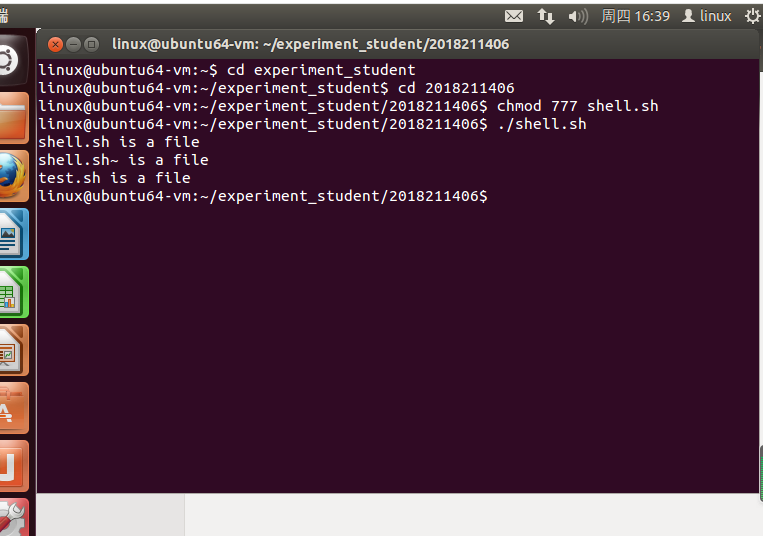 端
周四 16:39 linux
linux@ubuntu64-vm: ~/experiment_student/2018211406
linux@ubuntu64-vm:~$ cd experiment_student
linux@ubuntu64-vm:~/experiment_student$ cd 2018211406
linux@ubuntu64-vm:~/experiment_student/2018211406$ chmod 777 shell.sh
linux@ubuntu64-vm:~/experiment_student/2018211406$ ./shell.sh
shell.sh is a file
shell.sh~ is a file
test.sh is a file
linux@ubuntu64-vm:~/experiment_student/2018211406$